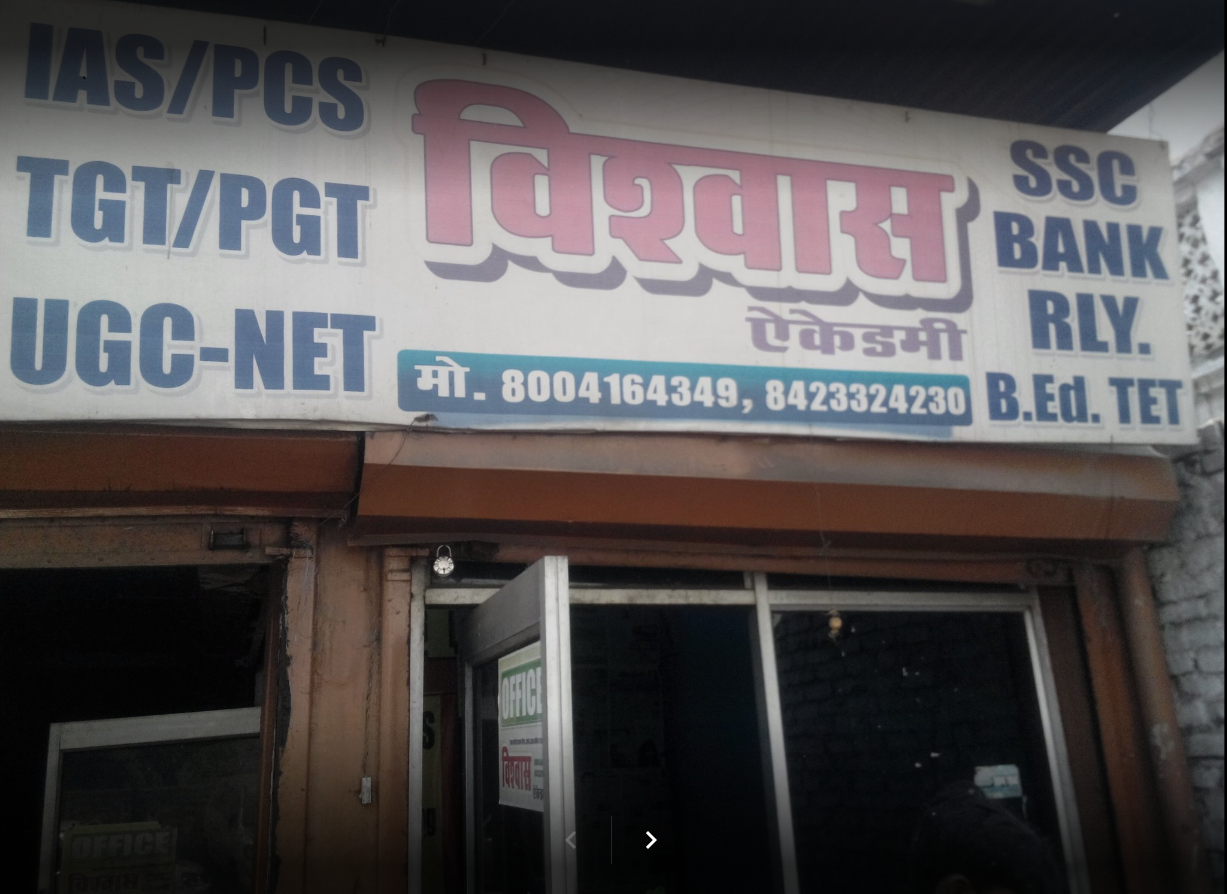 IAS/PCS
TGT/PGT
UGC-NET
विश्वास
ऐकेडमी
मो. 8004164349, 8423324230
SSC
BANK
RLY.
B.Ed. TET
OFFICE
विश्वास
OFFICE